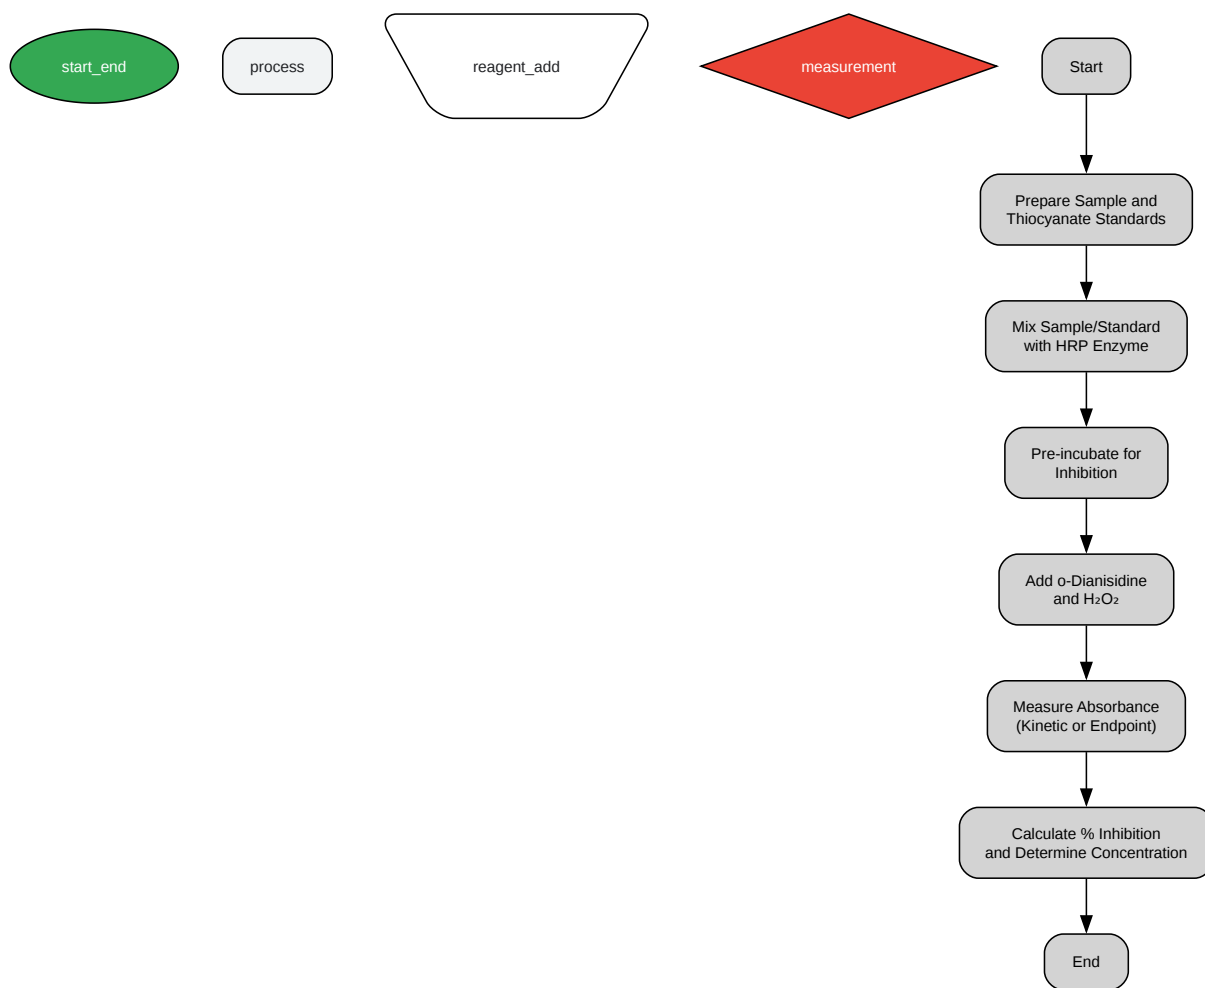 start_end
process
reagent_add
measurement
Start
Prepare Sample and
Thiocyanate Standards
Mix Sample/Standard
with HRP Enzyme
Pre-incubate for
Inhibition
Add o-Dianisidine
and H₂O₂
Measure Absorbance
(Kinetic or Endpoint)
Calculate % Inhibition
and Determine Concentration
End